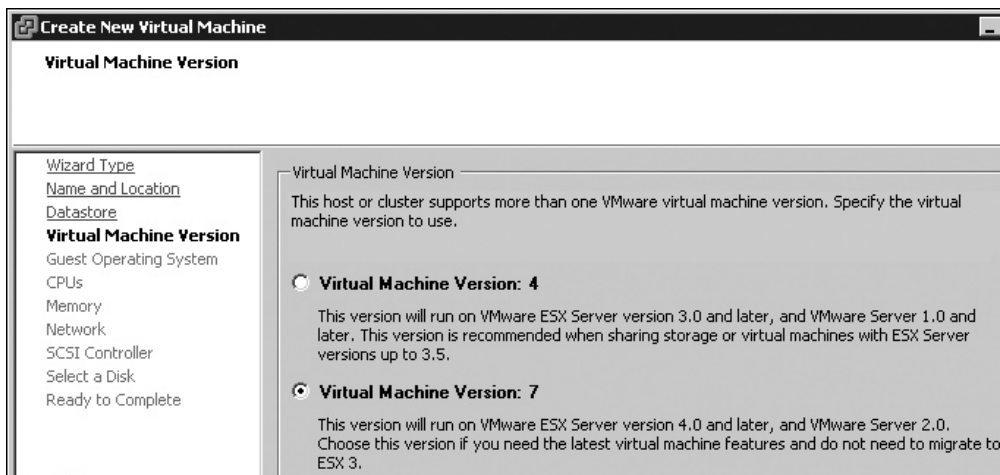 Create New Virtual Machine
Virtual Machine Version
Wizard Type
Name and Location
Datastore
Virtual Machine Version
Guest Operating System
CPUs
Memory
Network
SCSI Controller
Select a Disk
Ready to Complete
Virtual Machine Version
This host or cluster supports more than one VMware virtual machine version. Specify the virtual
machine version to use.
Virtual Machine Version: 4
This version will run on VMware ESX Server version 3.0 and later, and VMware Server 1.0 and
later. This version is recommended when sharing storage or virtual machines with ESX Server
versions up to 3.5.
Virtual Machine Version: 7
This version will run on VMware ESX Server version 4.0 and later, and VMware Server 2.0.
Choose this version if you need the latest virtual machine features and do not need to migrate to
ESX 3.